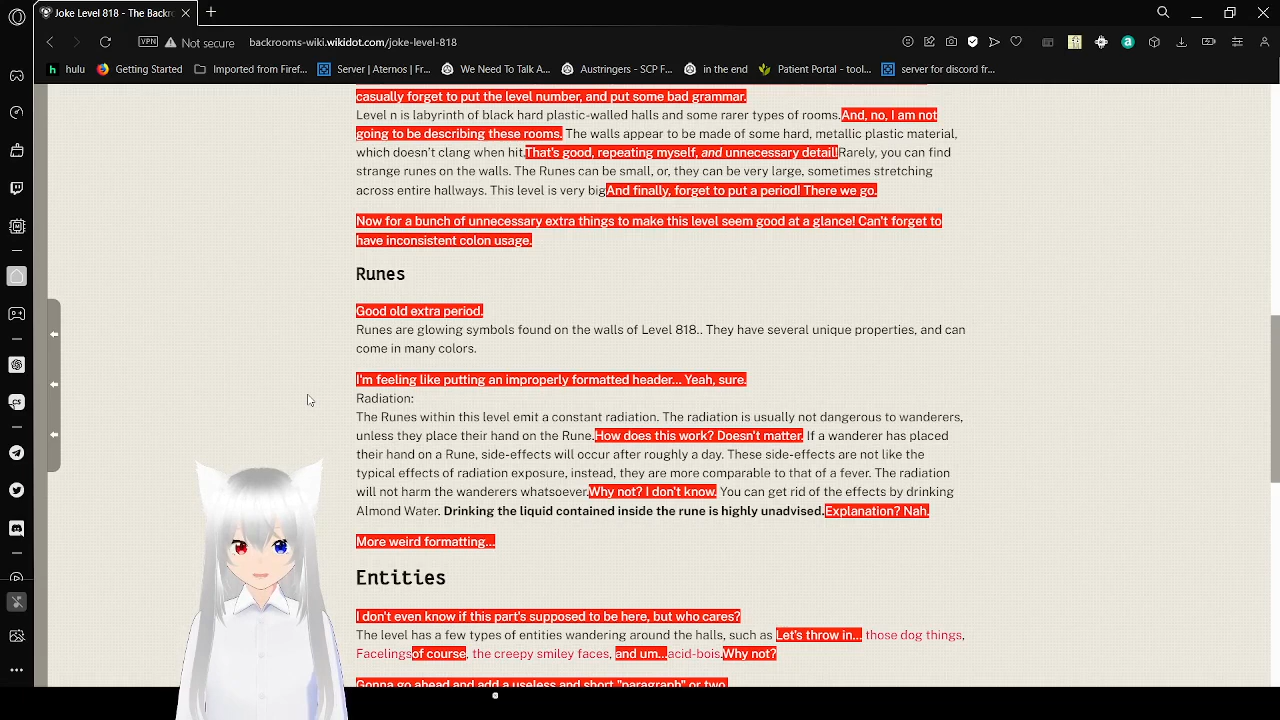 Joke Level 818 - The Backr
VPN Not secure backrooms-wiki.wikidot.com/joke-level-818
hulu Getting Started Imported from Firef... Server | Aternos | Fr... We Need To Talk A... Austringers - SCP F... in the end Patient Portal - tool... server for discord fr...
casually forget to put the level number, and put some bad grammar.
Level n is labyrinth of black hard plastic-walled halls and some rarer types of rooms.And, no, I am not
going to be describing these rooms. The walls appear to be made of some hard, metallic plastic material,
which doesn't clang when hit.That's good, repeating myself, and unnecessary detail!Rarely, you can find
strange runes on the walls. The Runes can be small, or, they can be very large, sometimes stretching
across entire hallways. This level is very bigAnd finally, forget to put a period! There we go.
Now for a bunch of unnecessary extra things to make this level seem good at a glance! Can't forget to
have inconsistent colon usage.
Runes
Good old extra period.
Runes are glowing symbols found on the walls of Level 818.. They have several unique properties, and can
come in many colors.
I'm feeling like putting an improperly formatted header... Yeah, sure.
Radiation:
The Runes within this level emit a constant radiation. The radiation is usually not dangerous to wanderers,
unless they place their hand on the Rune.How does this work? Doesn't matter. If a wanderer has placed
their hand on a Rune, side-effects will occur after roughly a day. These side-effects are not like the
typical effects of radiation exposure, instead, they are more comparable to that of a fever. The radiation
will not harm the wanderers whatsoever.Why not? I don't know. You can get rid of the effects by drinking
Almond Water. Drinking the liquid contained inside the rune is highly unadvised.Explanation? Nah.
More weird formatting...
Entities
I don't even know if this part's supposed to be here, but who cares?
The level has a few types of entities wandering around the halls, such as Let's throw in... those dog things,
Facelingsof course, the creepy smiley faces, and um...acid-bois.Why not?
Gonna go ahead and add a useless and short "paragraph" or two